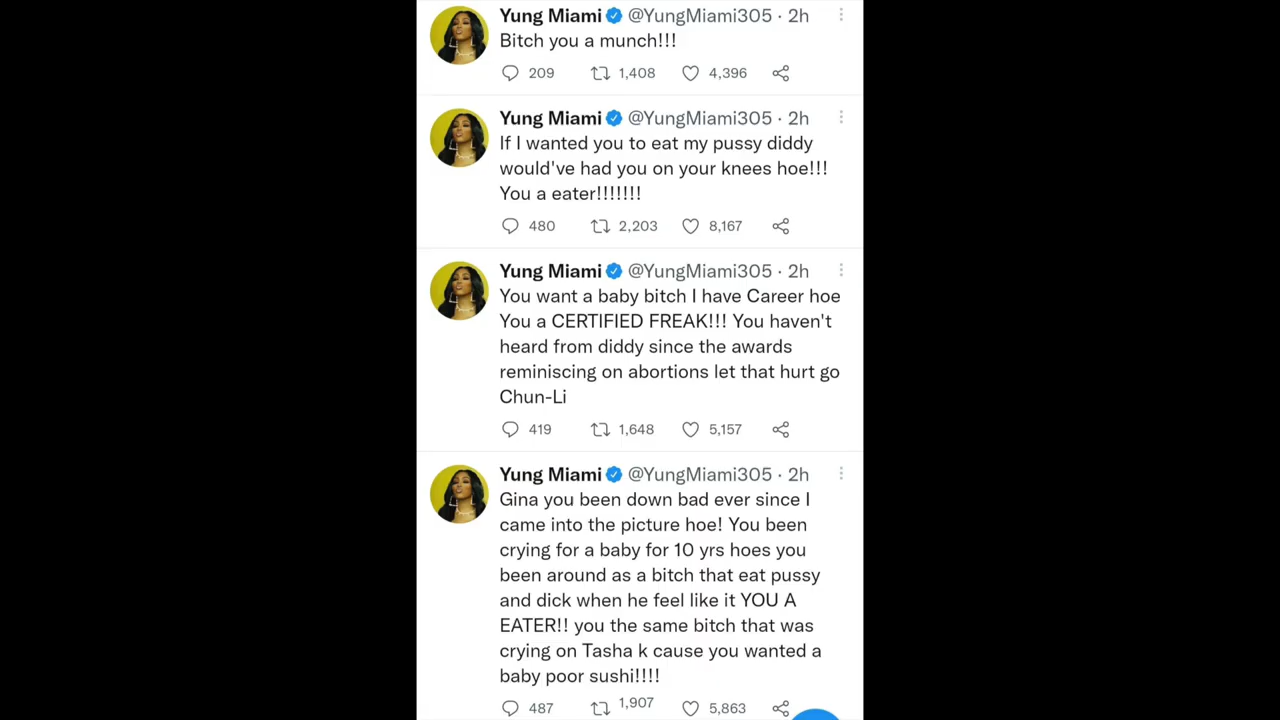 Yung Miami @YungMiami305 · 2h
Bitch you a munch!!!
209 1,408 4,396
Yung Miami @YungMiami305 · 2h
If I wanted you to eat my pussy diddy
would've had you on your knees hoe!!!
You a eater!!!!!!!
480 2,203 8,167
Yung Miami @YungMiami305 · 2h
You want a baby bitch I have Career hoe
You a CERTIFIED FREAK!!! You haven't
heard from diddy since the awards
reminiscing on abortions let that hurt go
Chun-Li
419 1,648 5,157
Yung Miami @YungMiami305 · 2h
Gina you been down bad ever since I
came into the picture hoe! You been
crying for a baby for 10 yrs hoes you
been around as a bitch that eat pussy
and dick when he feel like it YOU A
EATER!! you the same bitch that was
crying on Tasha k cause you wanted a
baby poor sushi!!!!
487 1,907 5,863